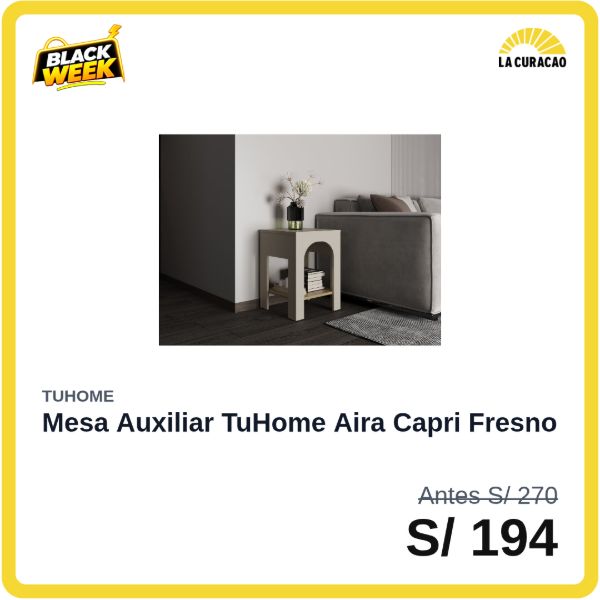 BLACK
WEEK
LA CURACAO
TUHOME
Mesa Auxiliar TuHome Aira Capri Fresno
Antes S/ 270
S/ 194